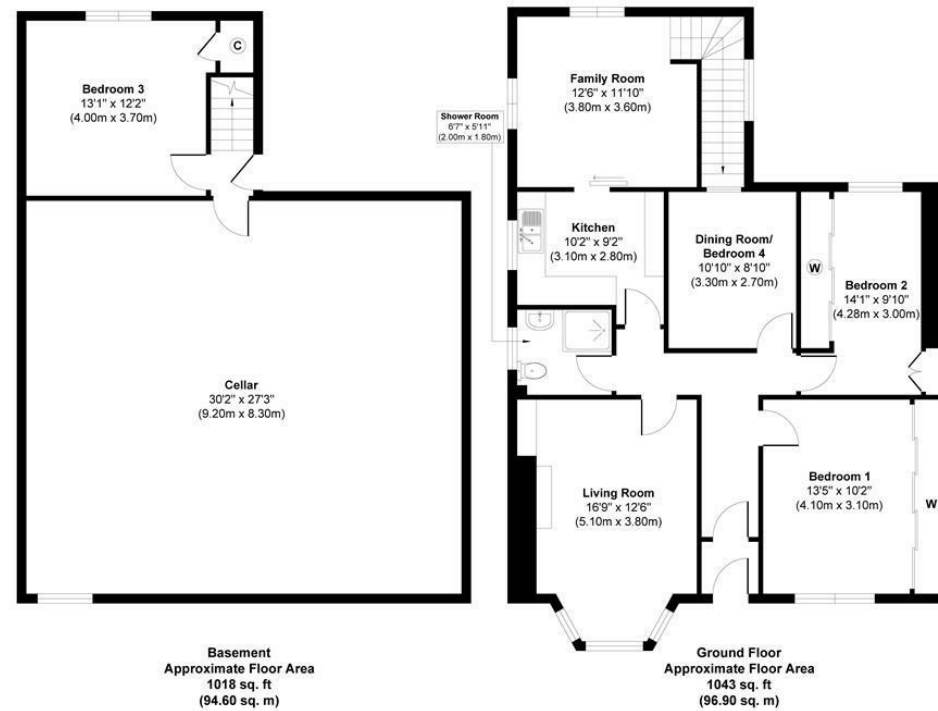 C
Bedroom 3
13'1" x 12'2"
(4.00m x 3.70m)
Cellar
30'2" x 27'3"
(9.20m x 8.30m)
Basement
Approximate Floor Area
1018 sq. ft
(94.60 sq. m)
Family Room
12'6" x 11'10"
(3.80m x 3.60m)
Shower Room
6'7" x 5'11"
(2.00m x 1.80m)
Kitchen
10'2" x 9'2"
(3.10m x 2.80m)
Dining Room/
Bedroom 4
10'10" x 8'10"
(3.30m x 2.70m)
W
Bedroom 2
14'1" x 9'10"
(4.28m x 3.00m)
Living Room
16'9" x 12'6"
(5.10m x 3.80m)
Bedroom 1
13'5" x 10'2"
(4.10m x 3.10m)
W
Ground Floor
Approximate Floor Area
1043 sq. ft
(96.90 sq. m)